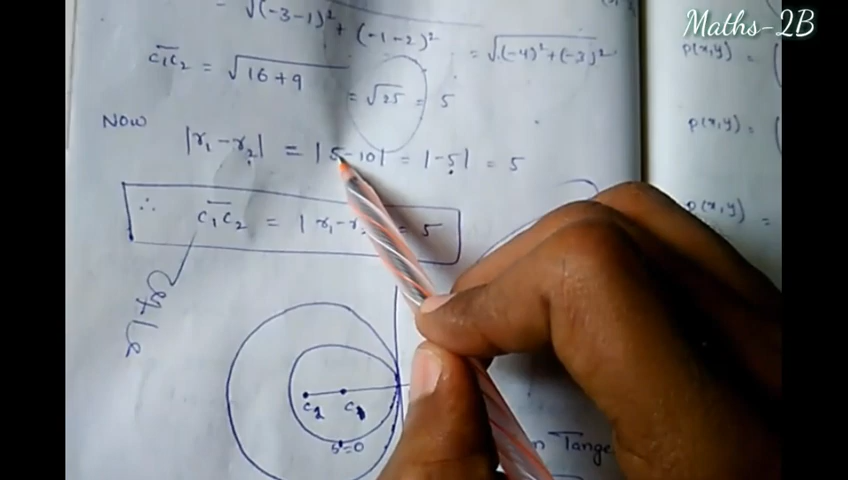 Maths-2B
√(-3-1)² + (-1-2)² = √(-4)² + (-3)²
C₁C₂ = √16+9 = √25 = 5
P(x,y) =
Now
|r₁-r₂| = |5-10| = |-5| = 5
P(x,y) =
∴ C₁C₂ = |r₁-r₂| = 5
P(x,y) =
C₂ C₁
S'=0
Tange